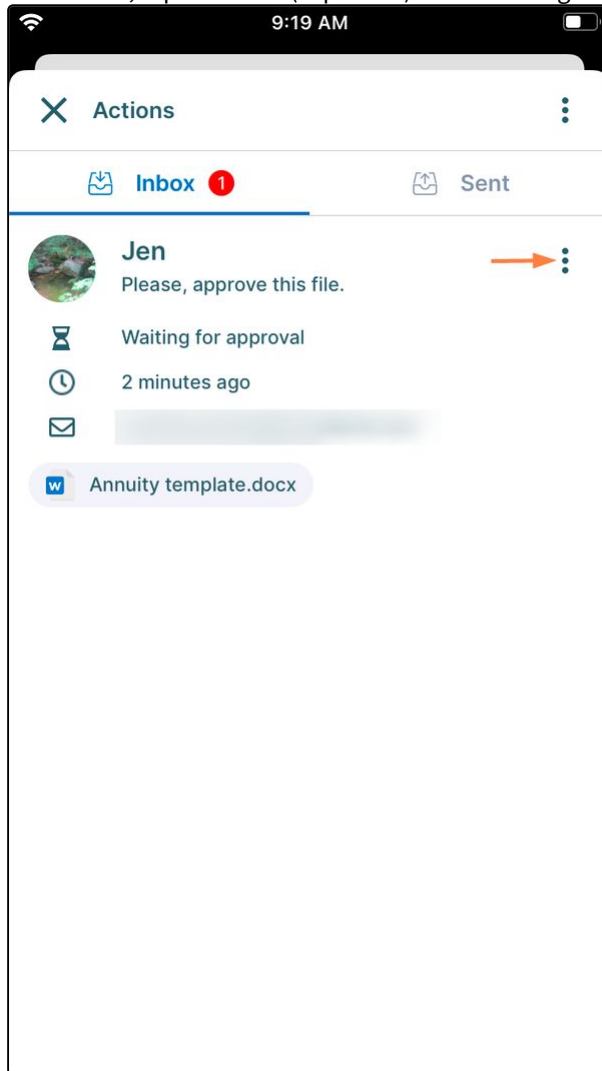 9:19 AM
Actions
Inbox 1
Sent
Jen
Please, approve this file.
Waiting for approval
2 minutes ago
W Annuity template.docx